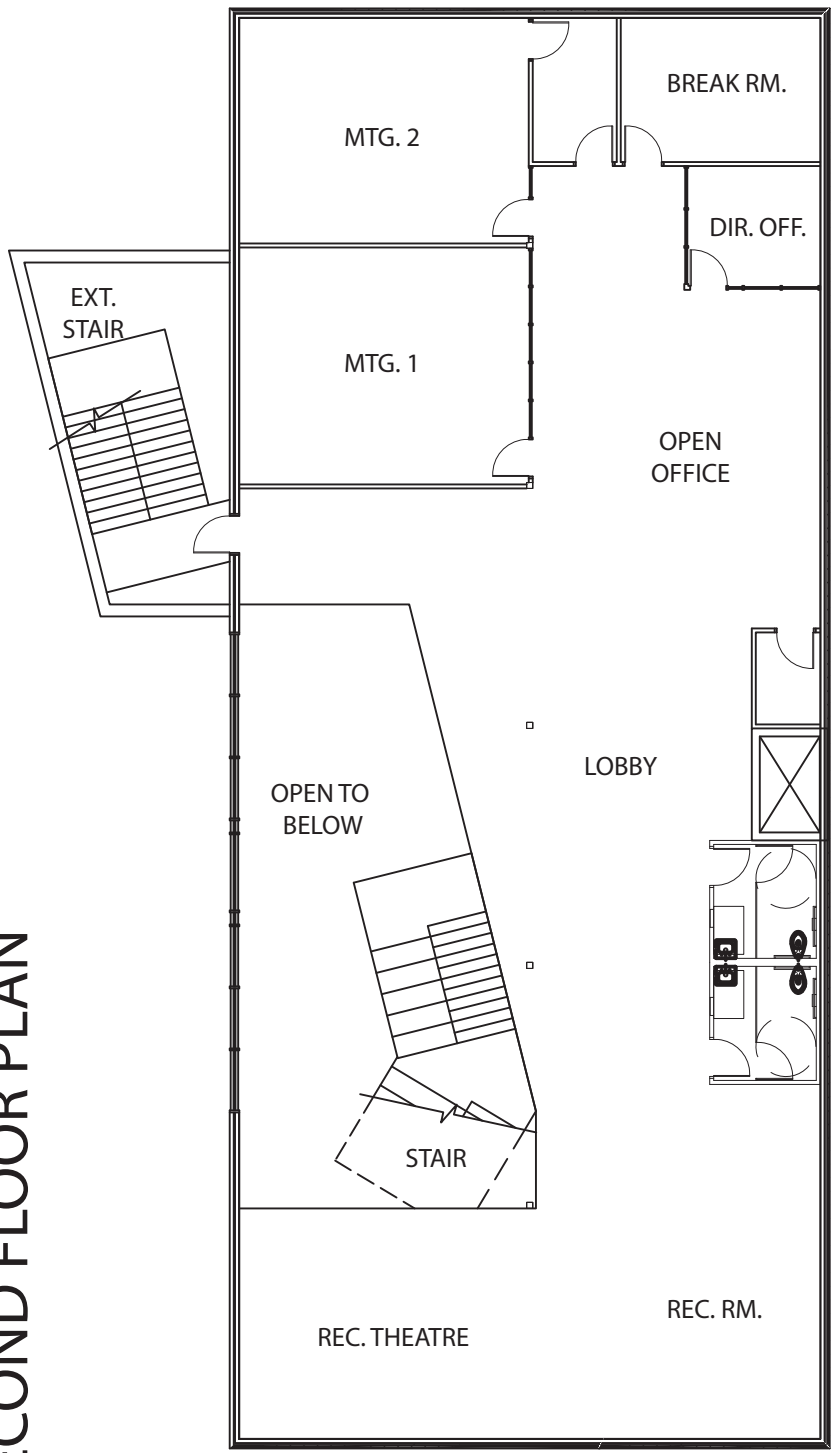 BREAK RM.
MTG. 2
DIR. OFF.
EXT.
STAIR
MTG. 1
OPEN
OFFICE
LOBBY
OPEN TO
BELOW
STAIR
REC. RM.
REC. THEATRE
FLOOR PLAN